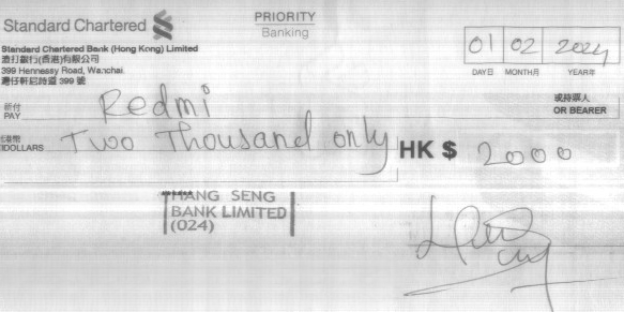 Standard Chartered
PRIORITY
Banking
Standard Chartered Bank (Hong Kong) Limited
渣打銀行(香港)有限公司
399 Hennessy Road, Wanchai
灣仔軒尼詩道 399 號
01 02 2024
DAY日 MONTH月 YEAR年
祈付
PAY Redmi
或持票人
OR BEARER
港幣
DOLLARS Two Thousand only HK $ 2000
HANG SENG
BANK LIMITED
(024)